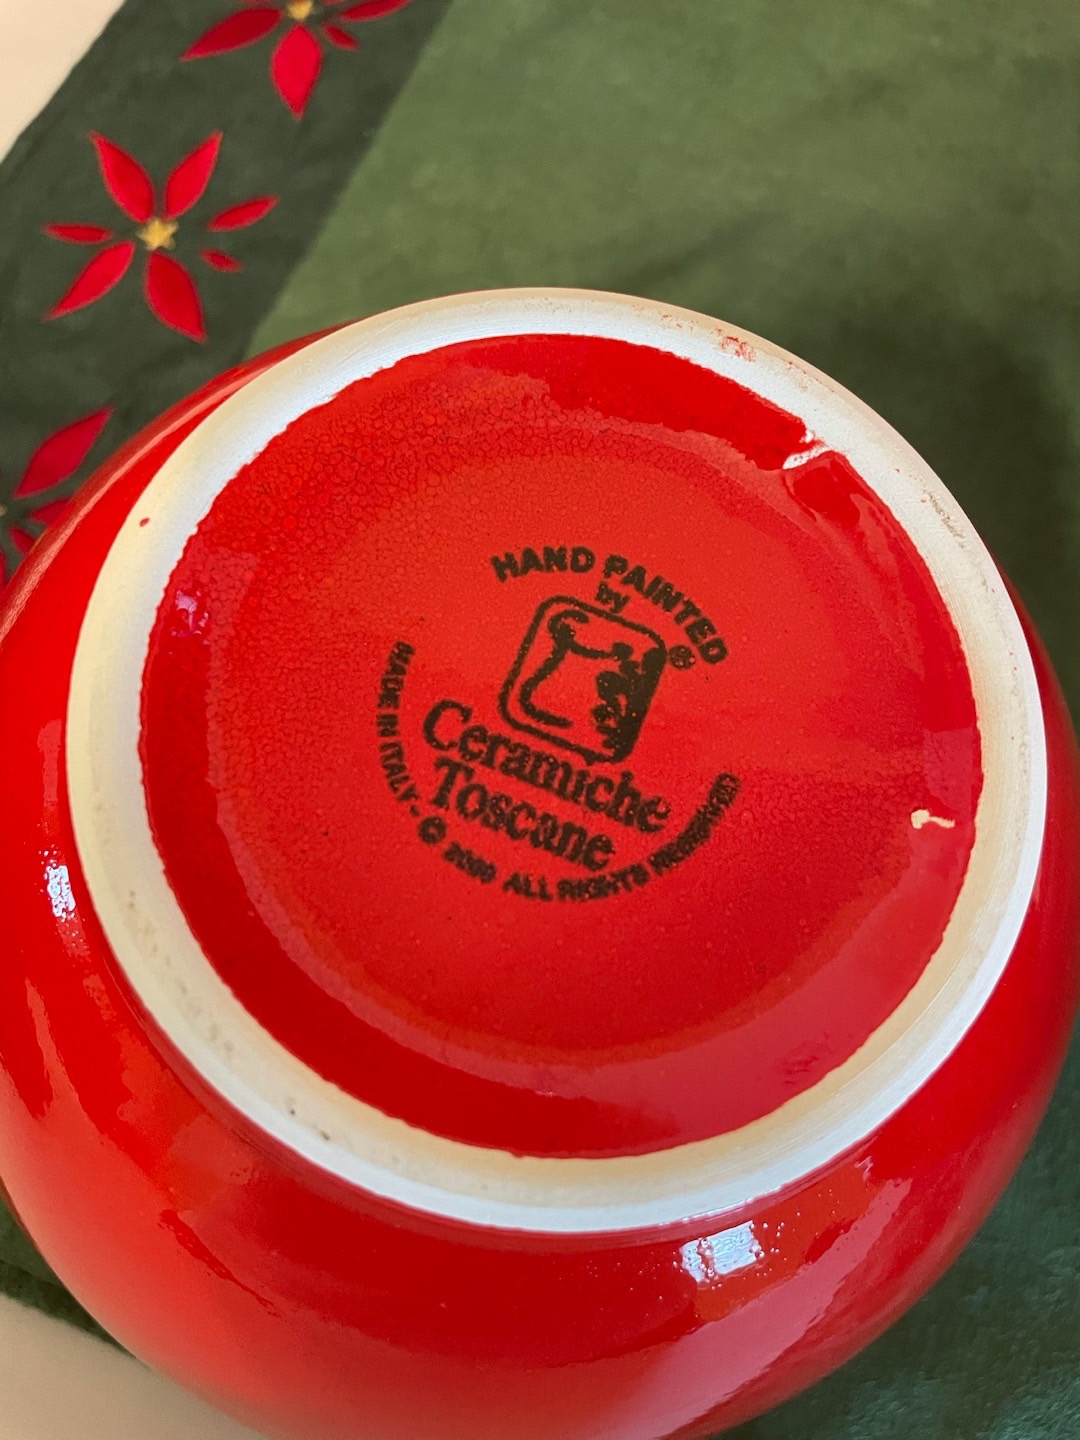 HAND PAINTED
by
®
Ceramiche
Toscane
MADE IN ITALY - © 2000 ALL RIGHTS RESERVED